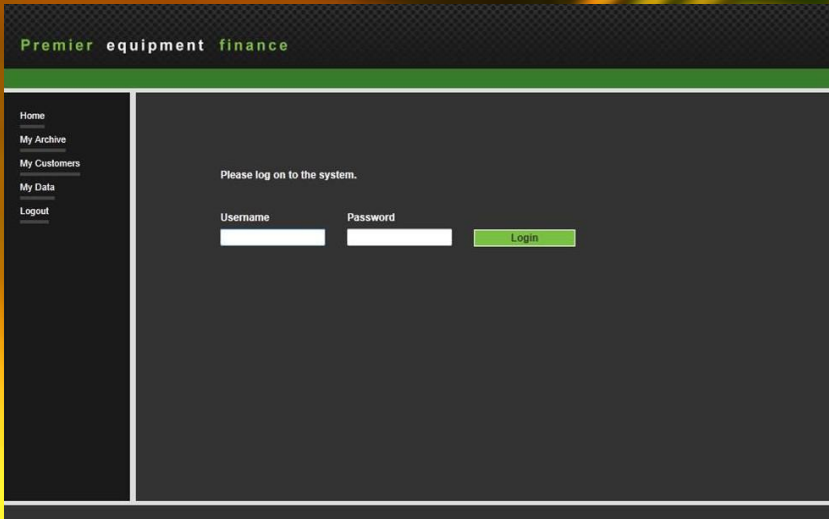 Premier equipment finance
Home
My Archive
My Customers
My Data
Logout
Please log on to the system.
Username Password
Login